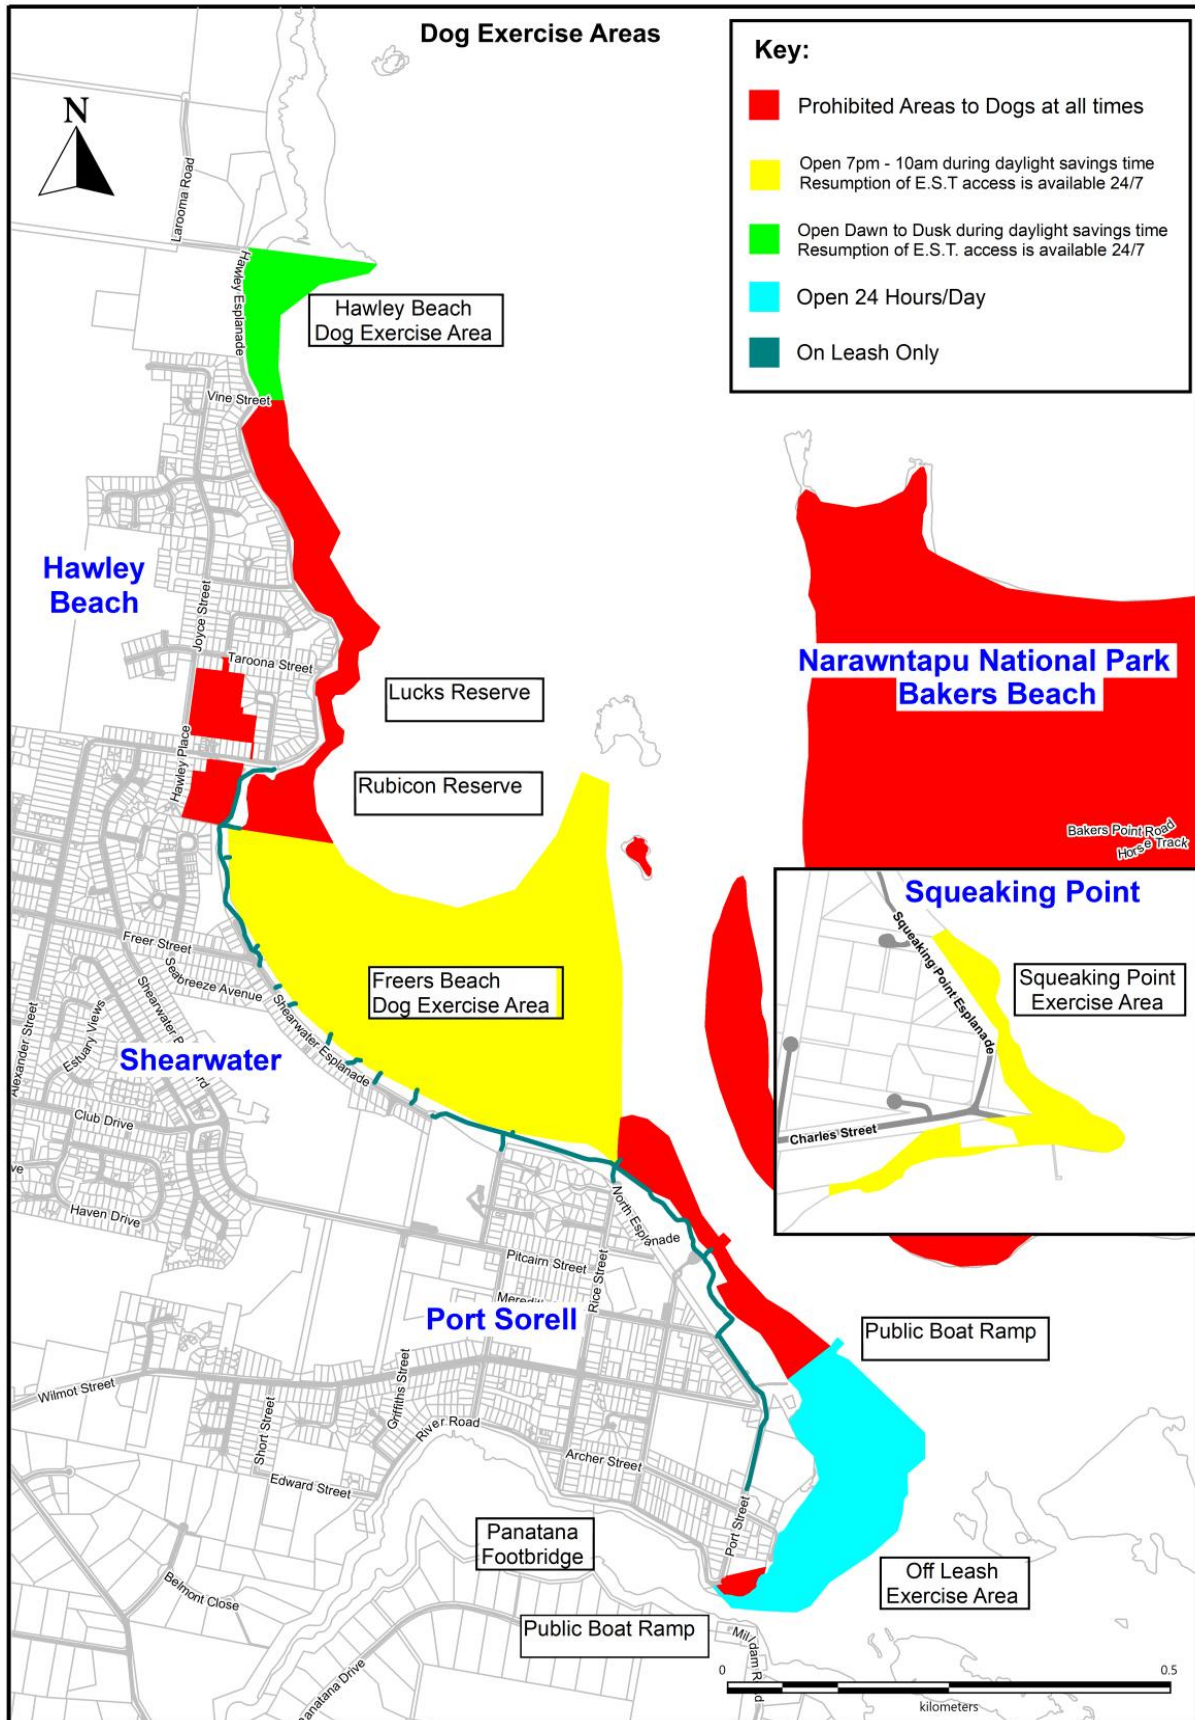 Dog Exercise Areas
Key:
Prohibited Areas to Dogs at all times
Open 7pm - 10am during daylight savings time
Resumption of E.S.T access is available 24/7
Open Dawn to Dusk during daylight savings time
Resumption of E.S.T. access is available 24/7
Open 24 Hours/Day
On Leash Only
N
Larooma Road
Hawley Esplanade
Hawley Beach
Dog Exercise Area
Vine Street
Hawley
Beach
Joyce Street
Taroona Street
Narawntapu National Park
Bakers Beach
Lucks Reserve
Hawley Place
Rubicon Reserve
Bakers Point Road
Horse Track
Squeaking Point
Squeaking Point Esplanade
Squeaking Point
Exercise Area
Charles Street
Freer Street
Seabreeze Avenue
Freers Beach
Dog Exercise Area
Shearwater Esplanade
Alexander Street
Estuary Views
Shearwater
Club Drive
Haven Drive
North Esplanade
Pitcairn Street
Rice Street
Port Sorell
Public Boat Ramp
Wilmot Street
Griffiths Street
Short Street
River Road
Archer Street
Edward Street
Port Street
Panatana
Footbridge
Off Leash
Exercise Area
Belmont Close
Public Boat Ramp
Panatana Drive
0
0.5
kilometers